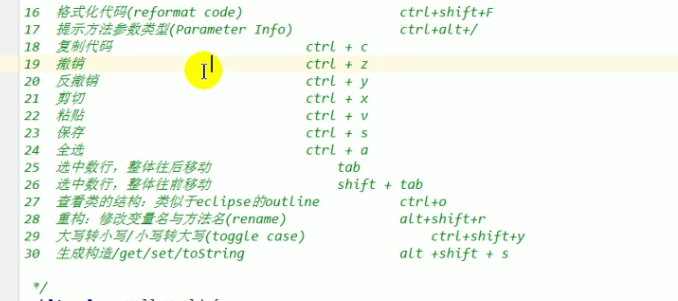 16 格式化代码(reformat code) ctrl+shift+F
17 提示方法参数类型(Parameter Info) ctrl+alt+/
18 复制代码 ctrl + c
19 撤销 ctrl + z
20 反撤销 ctrl + y
21 剪切 ctrl + x
22 粘贴 ctrl + v
23 保存 ctrl + s
24 全选 ctrl + a
25 选中数行，整体往后移动 tab
26 选中数行，整体往前移动 shift + tab
27 查看类的结构：类似于eclipse的outline ctrl+o
28 重构：修改变量名与方法名(rename) alt+shift+r
29 大写转小写/小写转大写(toggle case) ctrl+shift+y
30 生成构造/get/set/toString alt +shift + s
*/